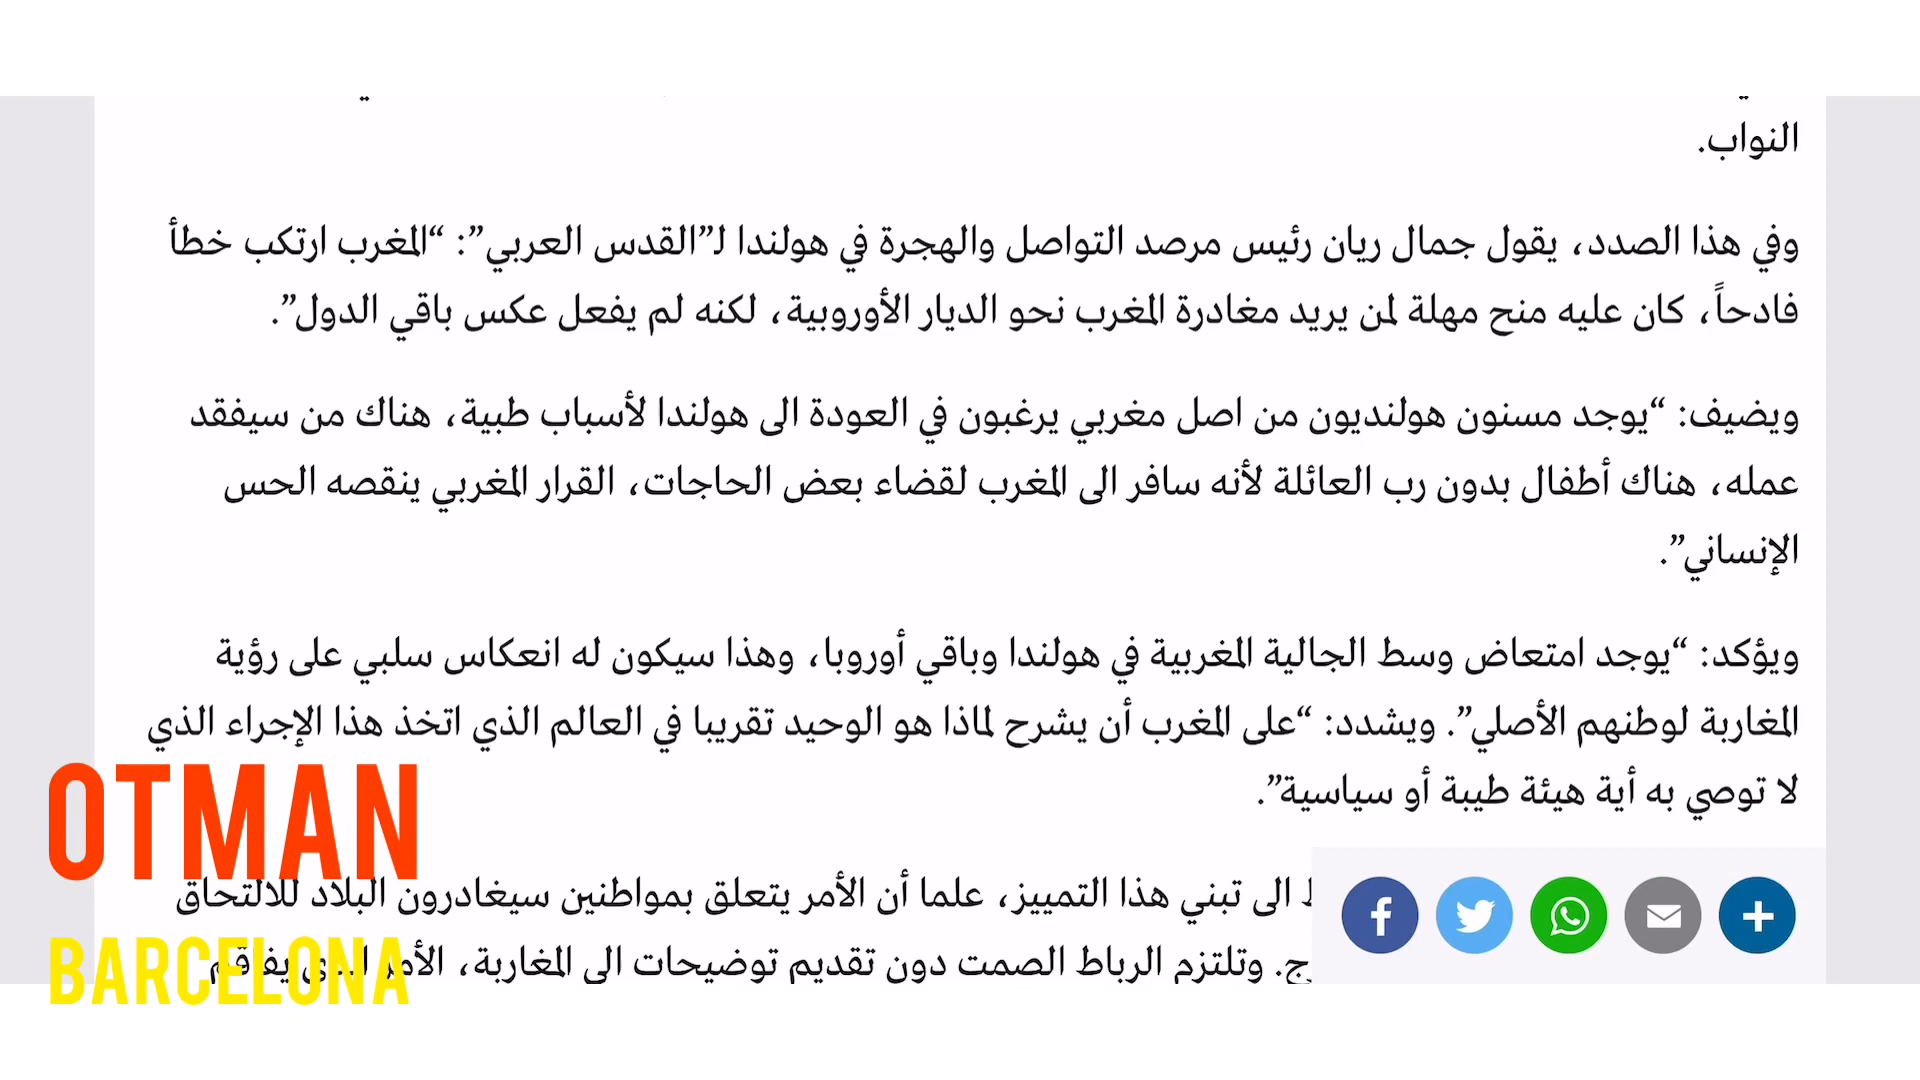 النواب.
وفي هذا الصدد، يقول جمال ريان رئيس مرصد التواصل والهجرة في هولندا لـ”القدس العربي”: “المغرب ارتكب خطأ
فادحاً، كان عليه منح مهلة لمن يريد مغادرة المغرب نحو الديار الأوروبية، لكنه لم يفعل عكس باقي الدول”.
ويضيف: “يوجد مسنون هولنديون من اصل مغربي يرغبون في العودة الى هولندا لأسباب طبية، هناك من سيفقد
عمله، هناك أطفال بدون رب العائلة لأنه سافر الى المغرب لقضاء بعض الحاجات، القرار المغربي ينقصه الحس
الإنساني”.
ويؤكد: “يوجد امتعاض وسط الجالية المغربية في هولندا وباقي أوروبا، وهذا سيكون له انعكاس سلبي على رؤية
المغاربة لوطنهم الأصلي”. ويشدد: “على المغرب أن يشرح لماذا هو الوحيد تقريبا في العالم الذي اتخذ هذا الإجراء الذي
لا توصي به أية هيئة طيبة أو سياسية”.
الى تبني هذا التمييز، علما أن الأمر يتعلق بمواطنين سيغادرون البلاد للالتحاق
وتلتزم الرباط الصمت دون تقديم توضيحات الى المغاربة، الأمر الذي يفاقم
OTMAN
BARCELONA